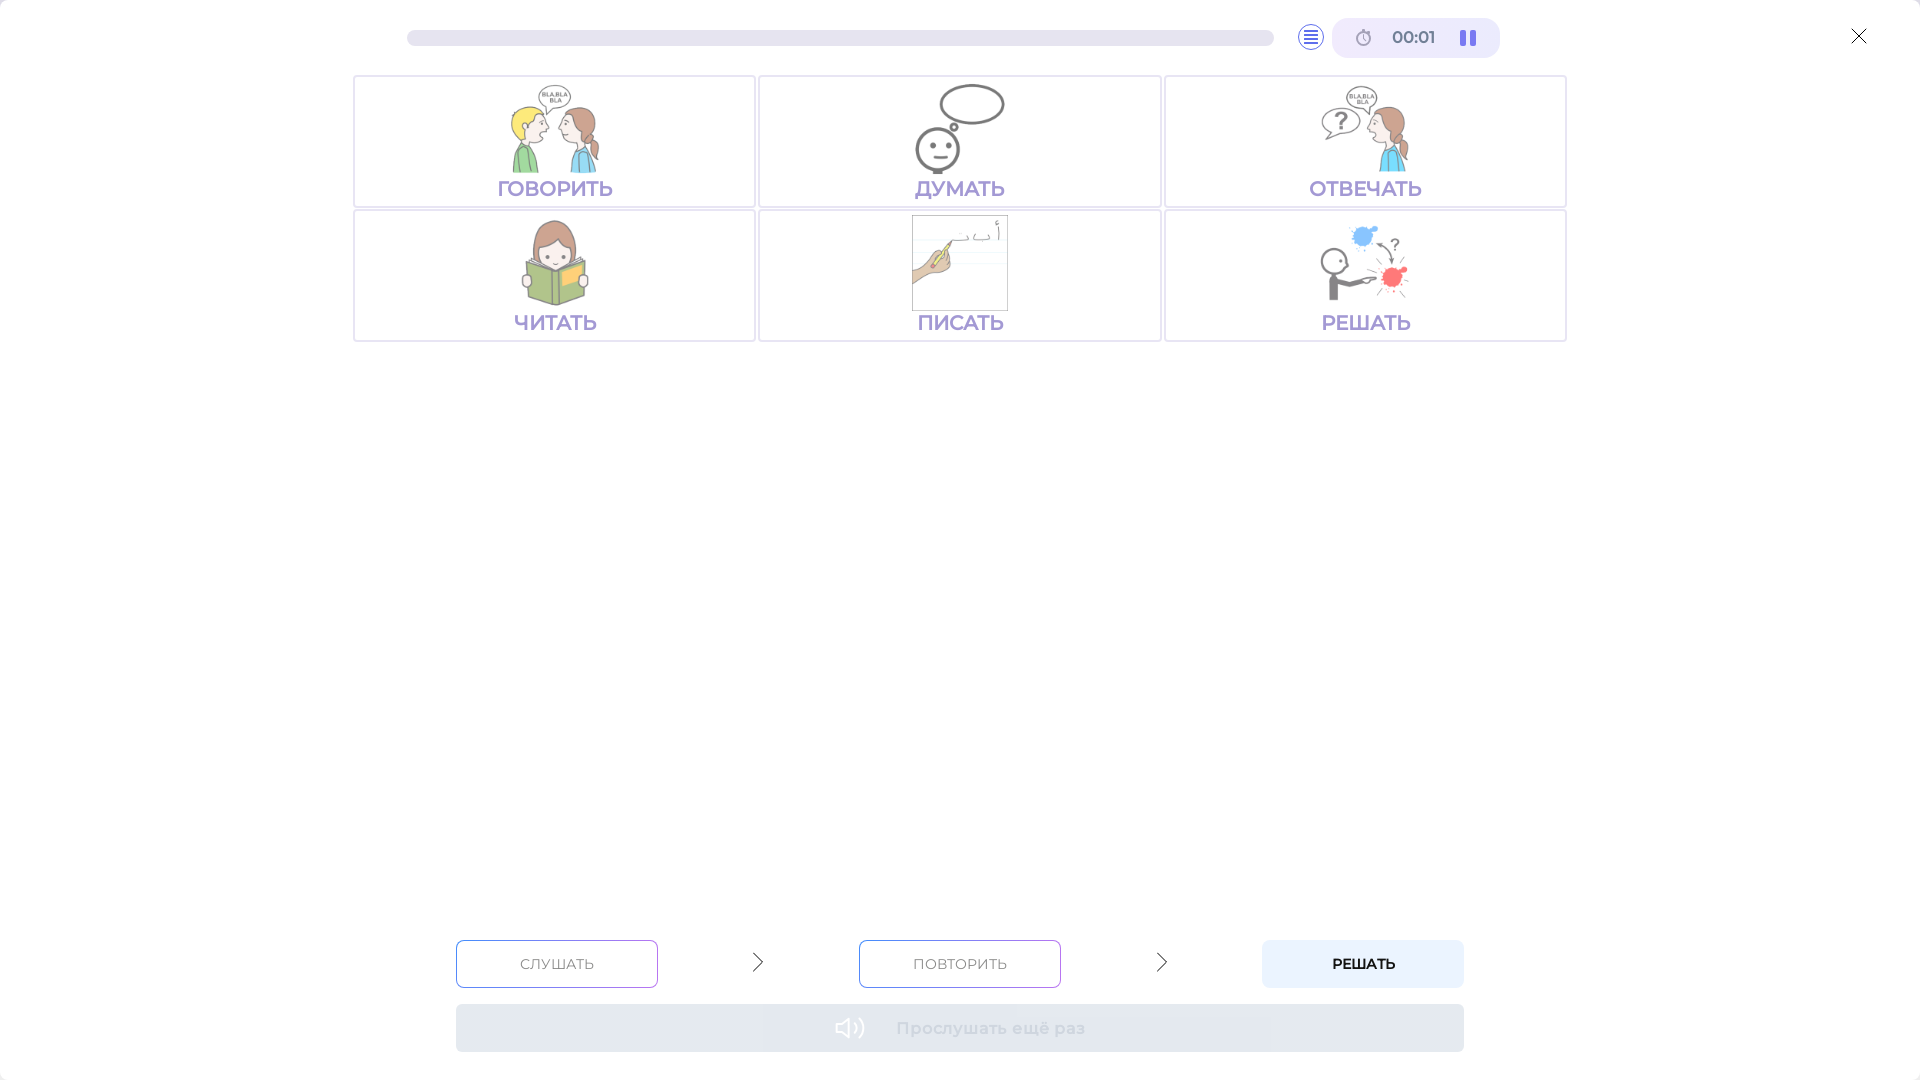 00:01
BLA,BLA
BLA
ГОВОРИТЬ
ДУМАТЬ
?
BLA,BLA
BLA
ОТВЕЧАТЬ
ЧИТАТЬ
أ ب ت
ПИСАТЬ
?
РЕШАТЬ
СЛУШАТЬ
ПОВТОРИТЬ
РЕШАТЬ
Прослушать ещё раз